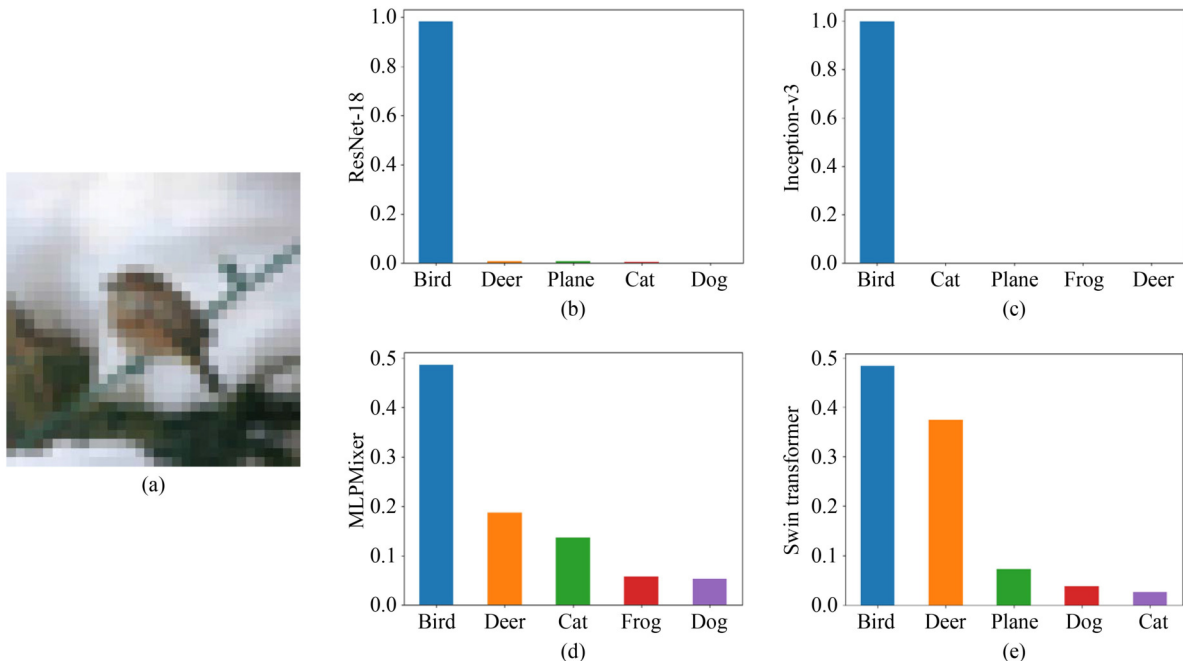 (a)
ResNet-18
1.0
0.8
0.6
0.4
0.2
0.0
Bird Deer Plane Cat Dog
(b)
Inception-v3
1.0
0.8
0.6
0.4
0.2
0.0
Bird Cat Plane Frog Deer
(c)
MLPMixer
0.5
0.4
0.3
0.2
0.1
0.0
Bird Deer Cat Frog Dog
(d)
Swin transformer
0.5
0.4
0.3
0.2
0.1
0.0
Bird Deer Plane Dog Cat
(e)